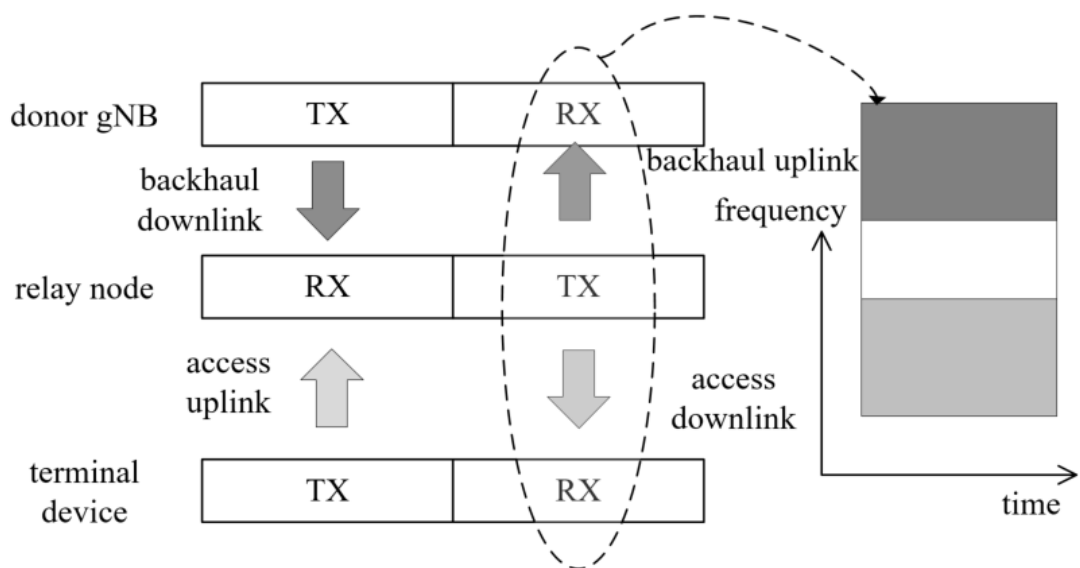 donor gNB
TX
RX
backhaul
downlink
backhaul uplink
frequency
relay node
RX
TX
access
uplink
access
downlink
terminal
device
TX
RX
time